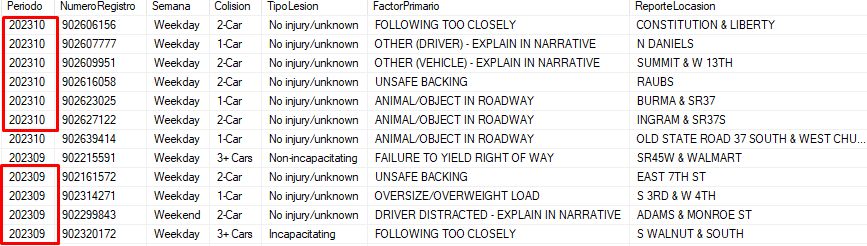 Periodo NumeroRegistro Semana Colision TipoLesion FactorPrimario ReporteLocasion
202310 902606156 Weekday 2-Car No injury/unknown FOLLOWING TOO CLOSELY CONSTITUTION & LIBERTY
202310 902607777 Weekday 1-Car No injury/unknown OTHER (DRIVER) - EXPLAIN IN NARRATIVE N DANIELS
202310 902609951 Weekday 2-Car No injury/unknown OTHER (VEHICLE) - EXPLAIN IN NARRATIVE SUMMIT & W 13TH
202310 902616058 Weekday 2-Car No injury/unknown UNSAFE BACKING RAUBS
202310 902623025 Weekday 1-Car No injury/unknown ANIMAL/OBJECT IN ROADWAY BURMA & SR37
202310 902627122 Weekday 1-Car No injury/unknown ANIMAL/OBJECT IN ROADWAY INGRAM & SR37S
202310 902639414 Weekday 1-Car No injury/unknown ANIMAL/OBJECT IN ROADWAY OLD STATE ROAD 37 SOUTH & WEST CHU...
202309 902215591 Weekday 3+ Cars Non-incapacitating FAILURE TO YIELD RIGHT OF WAY SR45W & WALMART
202309 902161572 Weekday 2-Car No injury/unknown UNSAFE BACKING EAST 7TH ST
202309 902314271 Weekday 1-Car No injury/unknown OVERSIZE/OVERWEIGHT LOAD S 3RD & W 4TH
202309 902299843 Weekend 2-Car No injury/unknown DRIVER DISTRACTED - EXPLAIN IN NARRATIVE ADAMS & MONROE ST
202309 902320172 Weekday 3+ Cars Incapacitating FOLLOWING TOO CLOSELY S WALNUT & SOUTH